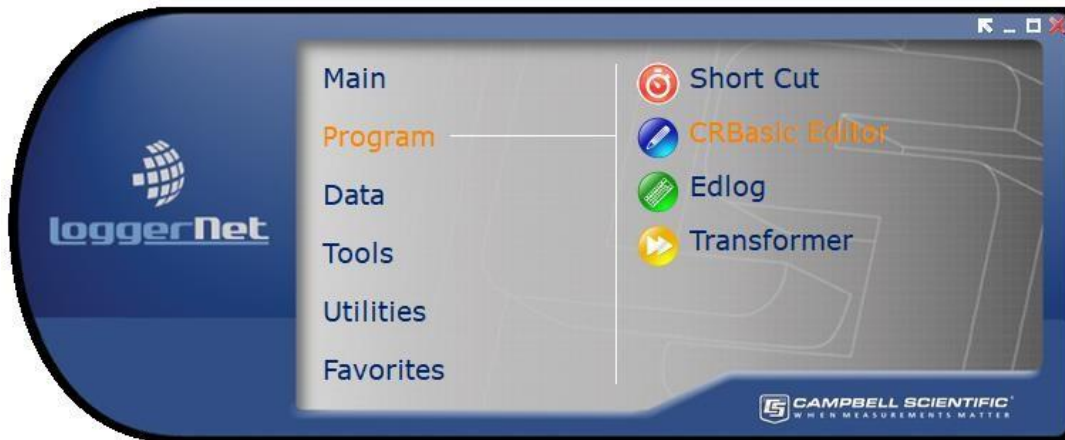 Main
Program
Data
Tools
Utilities
Favorites
Short Cut
CRBasic Editor
Edlog
Transformer
LoggerNet
CAMPBELL SCIENTIFIC
WHEN MEASUREMENTS MATTER